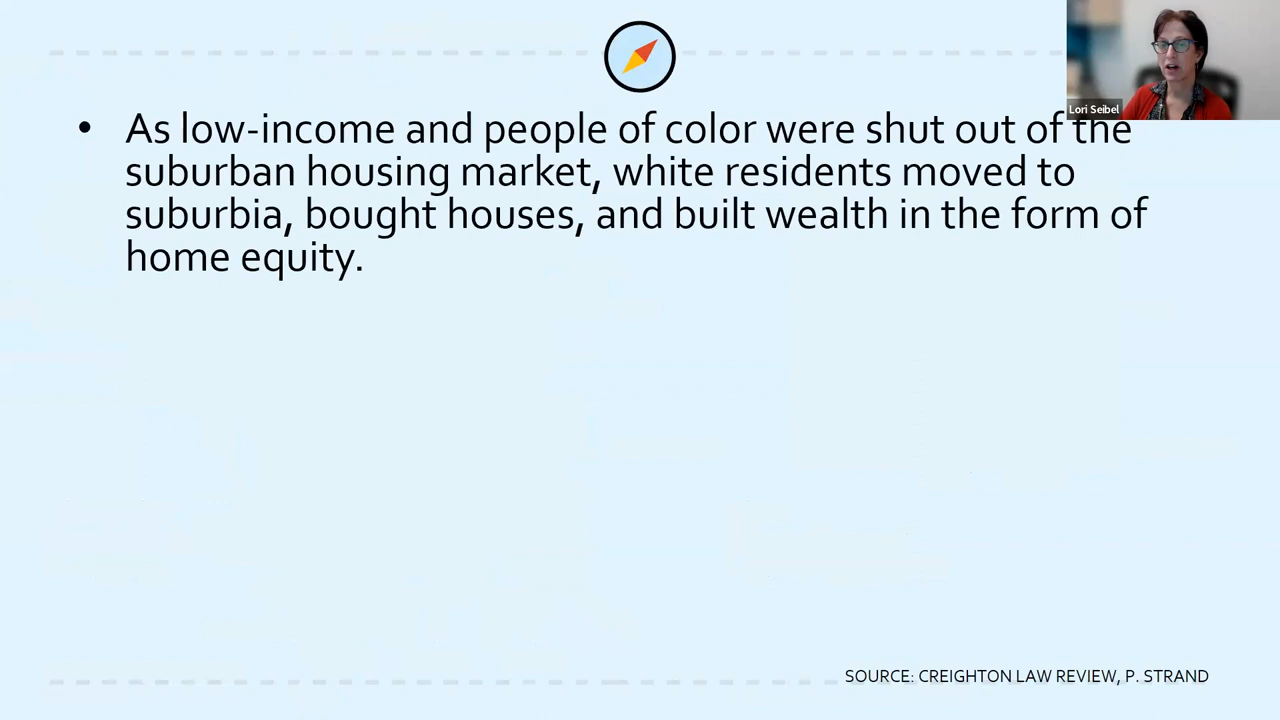 Lori Seibel
• As low-income and people of color were shut out of the
suburban housing market, white residents moved to
suburbia, bought houses, and built wealth in the form of
home equity.
SOURCE: CREIGHTON LAW REVIEW, P. STRAND